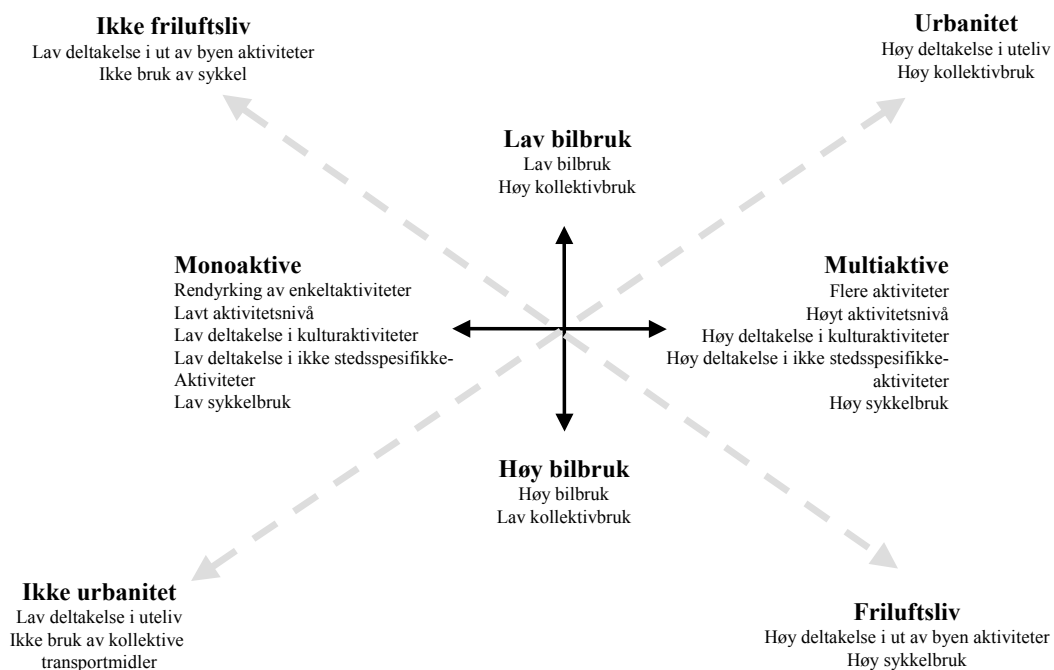 Ikke friluftsliv
Lav deltakelse i ut av byen aktiviteter
Ikke bruk av sykkel
Urbanitet
Høy deltakelse i uteliv
Høy kollektivbruk
Lav bilbruk
Lav bilbruk
Høy kollektivbruk
Monoaktive
Rendyrking av enkeltaktiviteter
Lavt aktivitetsnivå
Lav deltakelse i kulturaktiviteter
Lav deltakelse i ikke stedsspesifikke-
Aktiviteter
Lav sykkelbruk
Multiaktive
Flere aktiviteter
Høyt aktivitetsnivå
Høy deltakelse i kulturaktiviteter
Høy deltakelse i ikke stedsspesifikke-
aktiviteter
Høy sykkelbruk
Høy bilbruk
Høy bilbruk
Lav kollektivbruk
Ikke urbanitet
Lav deltakelse i uteliv
Ikke bruk av kollektive
transportmidler
Friluftsliv
Høy deltakelse i ut av byen aktiviteter
Høy sykkelbruk